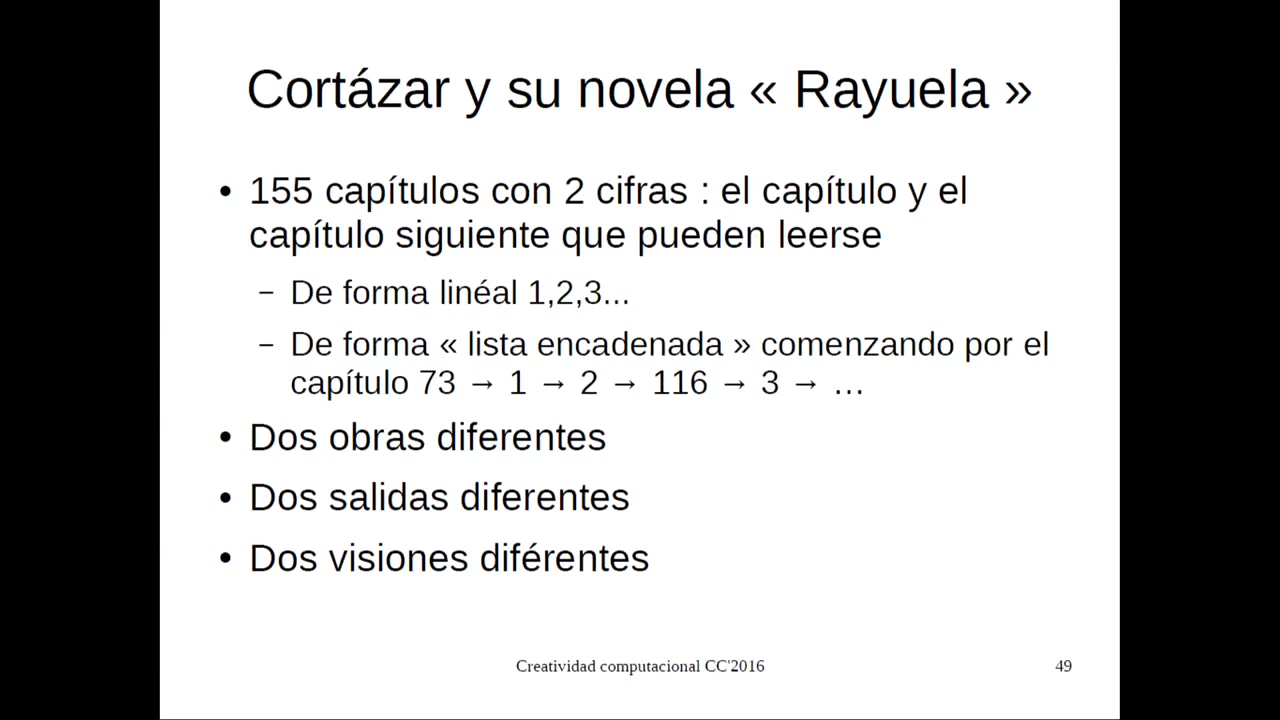 Cortázar y su novela « Rayuela »
• 155 capítulos con 2 cifras : el capítulo y el
capítulo siguiente que pueden leerse
– De forma linéal 1,2,3...
– De forma « lista encadenada » comenzando por el
capítulo 73 → 1 → 2 → 116 → 3 → …
• Dos obras diferentes
• Dos salidas diferentes
• Dos visiones diférentes
Creatividad computacional CC'2016
49